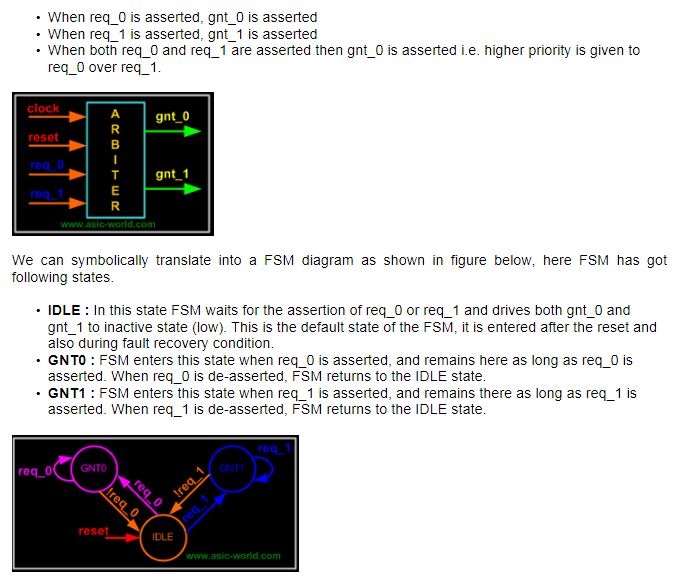 • When req_0 is asserted, gnt_0 is asserted
• When req_1 is asserted, gnt_1 is asserted
• When both req_0 and req_1 are asserted then gnt_0 is asserted i.e. higher priority is given to
req_0 over req_1.
clock
reset
req_0
req_1
ARBITER
gnt_0
gnt_1
www.asic-world.com
We can symbolically translate into a FSM diagram as shown in figure below, here FSM has got
following states.
• IDLE : In this state FSM waits for the assertion of req_0 or req_1 and drives both gnt_0 and
gnt_1 to inactive state (low). This is the default state of the FSM, it is entered after the reset and
also during fault recovery condition.
• GNT0 : FSM enters this state when req_0 is asserted, and remains here as long as req_0 is
asserted. When req_0 is de-asserted, FSM returns to the IDLE state.
• GNT1 : FSM enters this state when req_1 is asserted, and remains there as long as req_1 is
asserted. When req_1 is de-asserted, FSM returns to the IDLE state.
req_1
req_0
GNT0
GNT1
req_0
!req_0
!req_1
req_1
reset
IDLE
www.asic-world.com